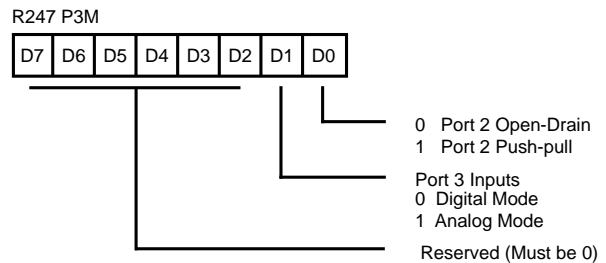 R247 P3M
D7 D6 D5 D4 D3 D2 D1 D0
0 Port 2 Open-Drain
1 Port 2 Push-pull
Port 3 Inputs
0 Digital Mode
1 Analog Mode
Reserved (Must be 0)